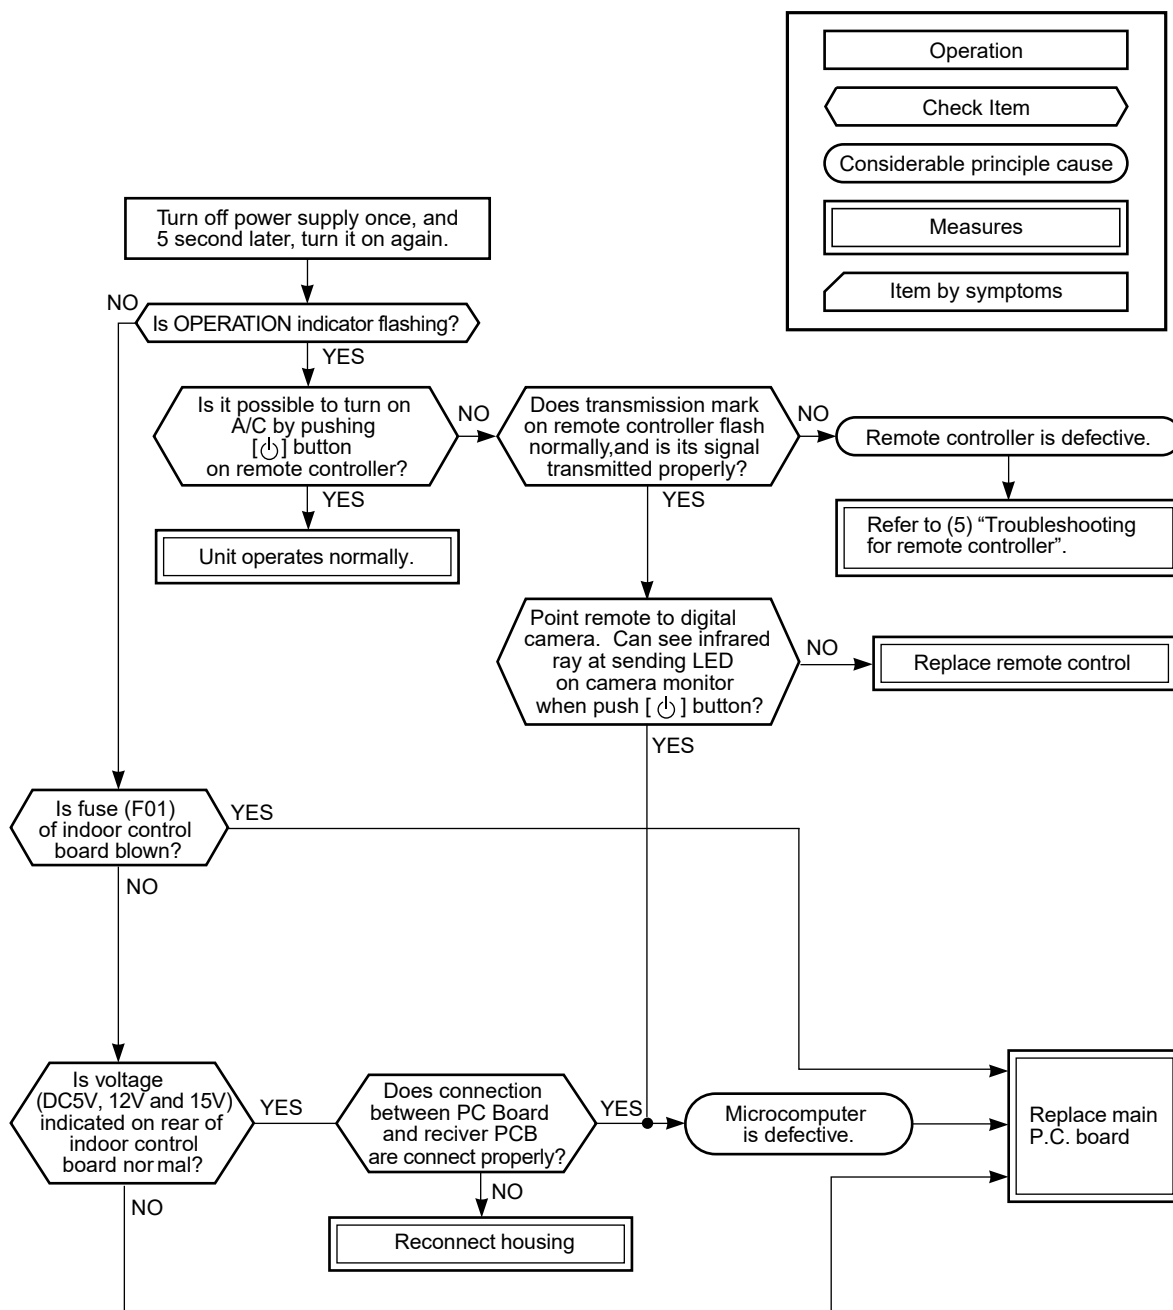 Operation
Check Item
Considerable principle cause
Measures
Item by symptoms
Turn off power supply once, and
5 second later, turn it on again.
NO
Is OPERATION indicator flashing?
YES
Is it possible to turn on
A/C by pushing
[⏻] button
on remote controller?
NO
Does transmission mark
on remote controller flash
normally,and is its signal
transmitted properly?
NO
Remote controller is defective.
YES
YES
Unit operates normally.
Refer to (5) “Troubleshooting
for remote controller”.
Point remote to digital
camera. Can see infrared
ray at sending LED
on camera monitor
when push [⏻] button?
NO
Replace remote control
YES
Is fuse (F01)
of indoor control
board blown?
YES
NO
Is voltage
(DC5V, 12V and 15V)
indicated on rear of
indoor control
board normal?
YES
Does connection
between PC Board
and reciver PCB
are connect properly?
YES
Microcomputer
is defective.
Replace main
P.C. board
NO
NO
Reconnect housing